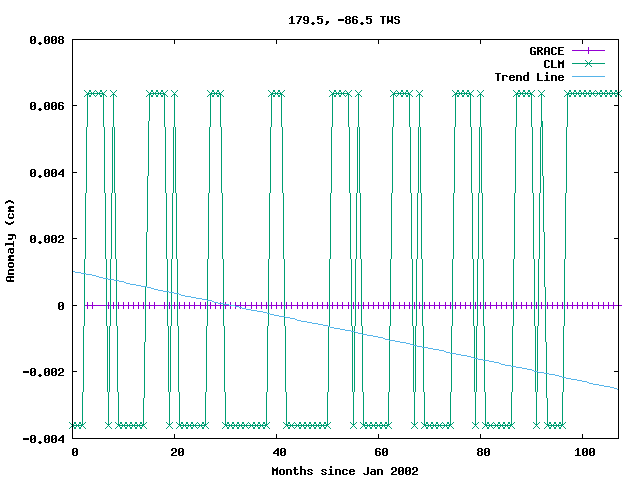 179.5, -86.5 TWS
GRACE
CLM
Trend Line
0.008
0.006
0.004
0.002
0
-0.002
-0.004
Anomaly (cm)
0 20 40 60 80 100
Months since Jan 2002